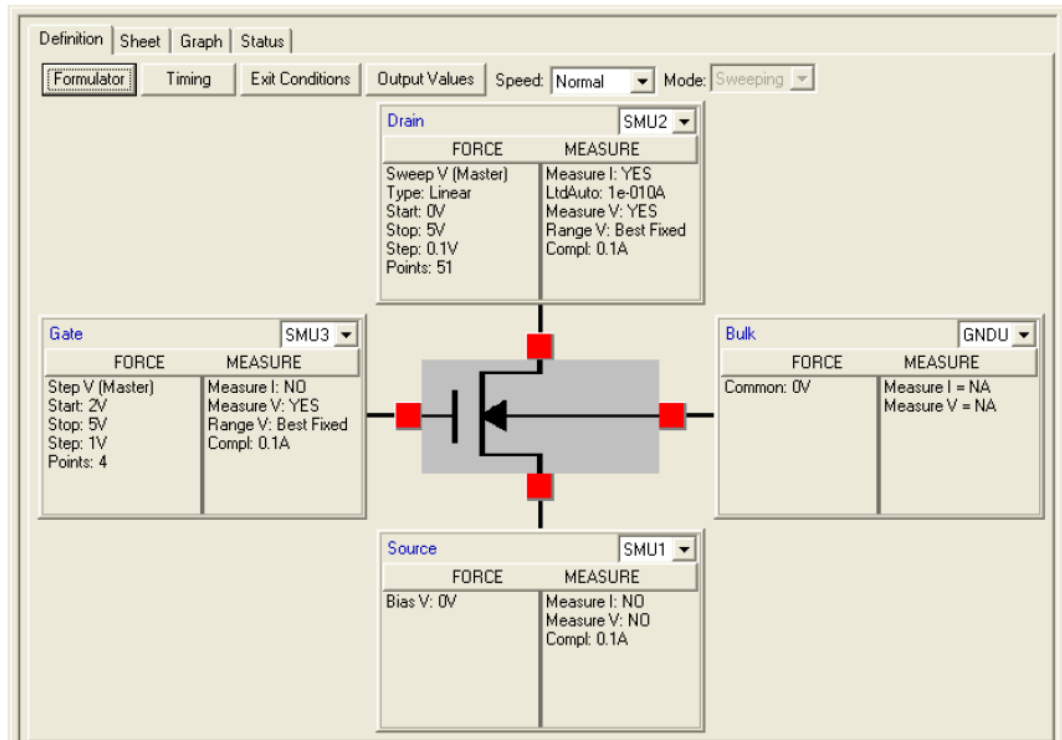 Definition Sheet Graph Status
Formulator Timing Exit Conditions Output Values Speed: Normal Mode: Sweeping
Drain SMU2
FORCE MEASURE
Sweep V (Master) Measure I: YES
Type: Linear LtdAuto: 1e-010A
Start: 0V Measure V: YES
Stop: 5V Range V: Best Fixed
Step: 0.1V Compl: 0.1A
Points: 51
Gate SMU3
FORCE MEASURE
Step V (Master) Measure I: NO
Start: 2V Measure V: YES
Stop: 5V Range V: Best Fixed
Step: 1V Compl: 0.1A
Points: 4
Bulk GNDU
FORCE MEASURE
Common: 0V Measure I = NA
Measure V = NA
Source SMU1
FORCE MEASURE
Bias V: 0V Measure I: NO
Measure V: NO
Compl: 0.1A